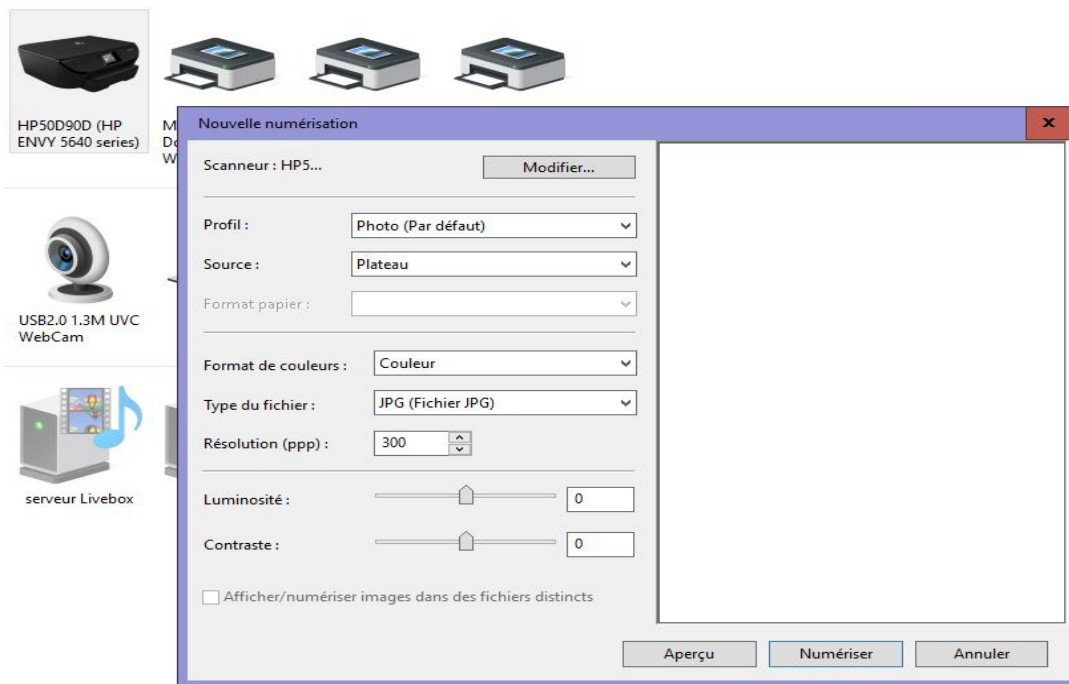 HP50D90D (HP
ENVY 5640 series)
USB2.0 1.3M UVC
WebCam
serveur Livebox
Nouvelle numérisation
x
Scanneur : HP5...
Modifier...
Profil :
Photo (Par défaut)
Source :
Plateau
Format papier :
Format de couleurs :
Couleur
Type du fichier :
JPG (Fichier JPG)
Résolution (ppp) :
300
Luminosité :
0
Contraste :
0
Afficher/numériser images dans des fichiers distincts
Aperçu
Numériser
Annuler